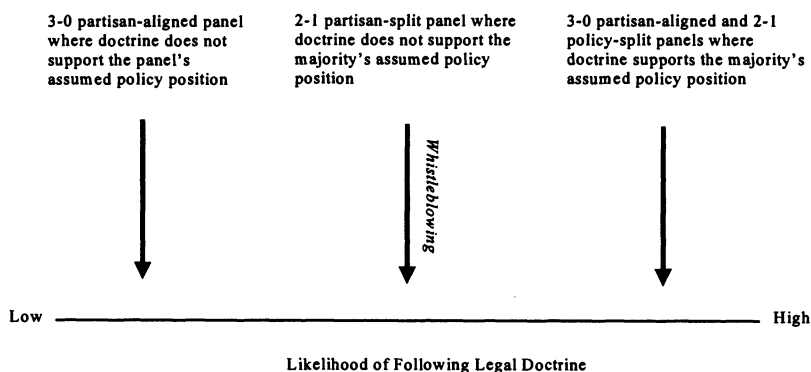 3-0 partisan-aligned panel
where doctrine does not
support the panel's
assumed policy position
2-1 partisan-split panel where
doctrine does not support the
majority's assumed policy
position
3-0 partisan-aligned and 2-1
policy-split panels where
doctrine supports the majority's
assumed policy position
Whistleblowing
Low
High
Likelihood of Following Legal Doctrine